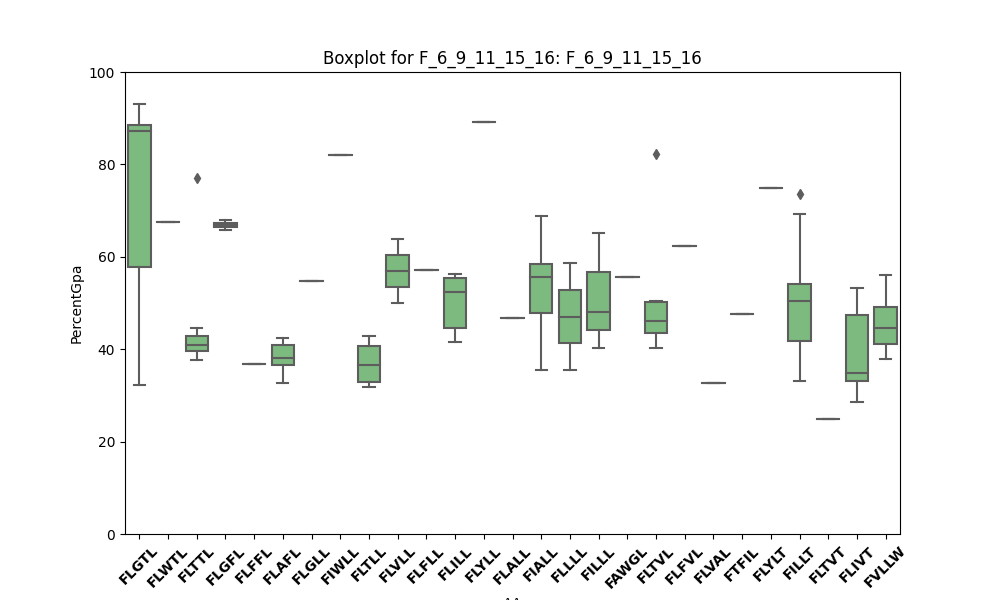 Boxplot for F_6_9_11_15_16: F_6_9_11_15_16
100
80
60
40
20
0
PercentGpa
FLGTL
FLWTL
FLTTL
FLGFL
FLFFL
FLAFL
FLGLL
FIWLL
FLTLL
FLVLL
FLFLL
FLILL
FLYLL
FLALL
FIALL
FLLLL
FILLL
FAWGL
FLTVL
FLFVL
FLVAL
FTFIL
FLYLT
FILLT
FLTVT
FLIVT
FVLLW